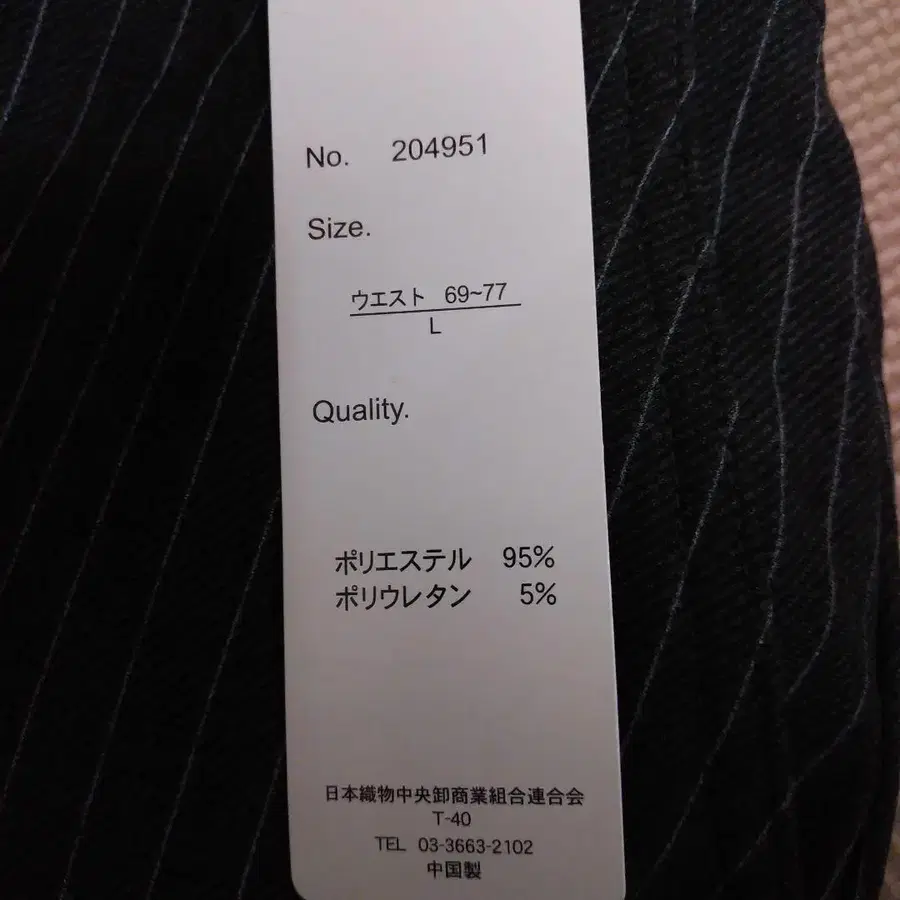 No. 204951
Size.
ウエスト 69~77
L
Quality.
ポリエステル 95%
ポリウレタン 5%
日本織物中央卸商業組合連合会
T-40
TEL 03-3663-2102
中国製